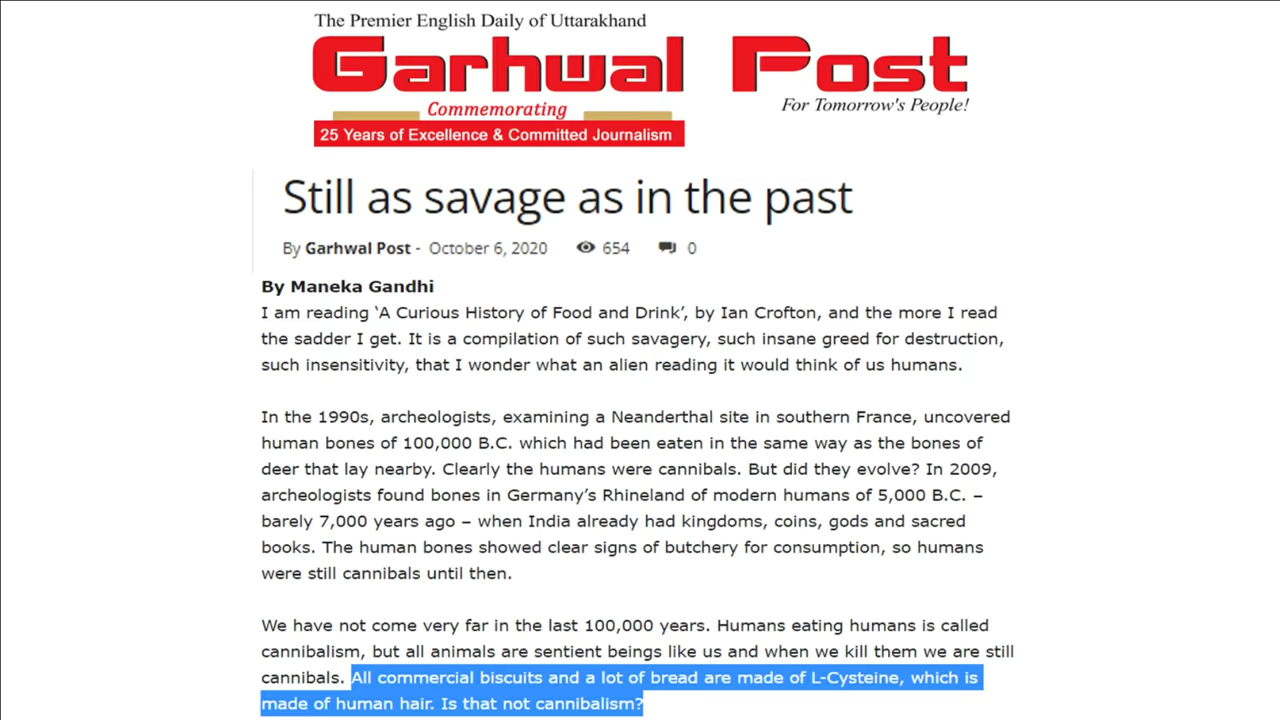 The Premier English Daily of Uttarakhand
Garhwal Post
Commemorating
For Tomorrow's People!
25 Years of Excellence & Committed Journalism
Still as savage as in the past
By Garhwal Post - October 6, 2020 654 0
By Maneka Gandhi
I am reading ‘A Curious History of Food and Drink’, by Ian Crofton, and the more I read
the sadder I get. It is a compilation of such savagery, such insane greed for destruction,
such insensitivity, that I wonder what an alien reading it would think of us humans.
In the 1990s, archeologists, examining a Neanderthal site in southern France, uncovered
human bones of 100,000 B.C. which had been eaten in the same way as the bones of
deer that lay nearby. Clearly the humans were cannibals. But did they evolve? In 2009,
archeologists found bones in Germany’s Rhineland of modern humans of 5,000 B.C. –
barely 7,000 years ago – when India already had kingdoms, coins, gods and sacred
books. The human bones showed clear signs of butchery for consumption, so humans
were still cannibals until then.
We have not come very far in the last 100,000 years. Humans eating humans is called
cannibalism, but all animals are sentient beings like us and when we kill them we are still
cannibals. All commercial biscuits and a lot of bread are made of L-Cysteine, which is
made of human hair. Is that not cannibalism?